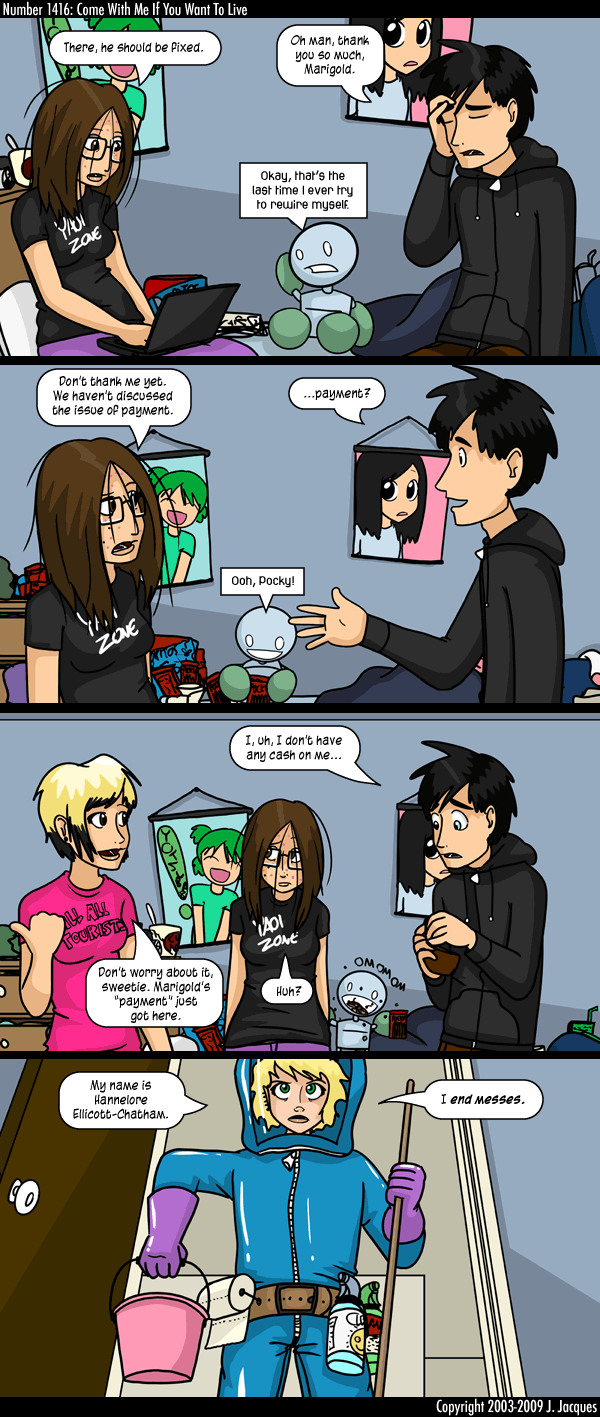 Number 1416: Come With Me If You Want To Live
There, he should be fixed.
Oh man, thank
you so much,
Marigold.
Okay, that's the
last time I ever try
to rewire myself.
YAOI
ZONE
Don't thank me yet.
We haven't discussed
the issue of payment.
...payment?
Ooh, Pocky!
YAOI
ZONE
I, uh, I don't have
any cash on me...
ALL ALL
TOURISTS
Don't worry about it,
sweetie. Marigold's
"payment" just
got here.
YAOI
ZONE
Huh?
OMOMOM
My name is
Hannelore
Ellicott-Chatham.
I end messes.
Copyright 2003-2009 J. Jacques